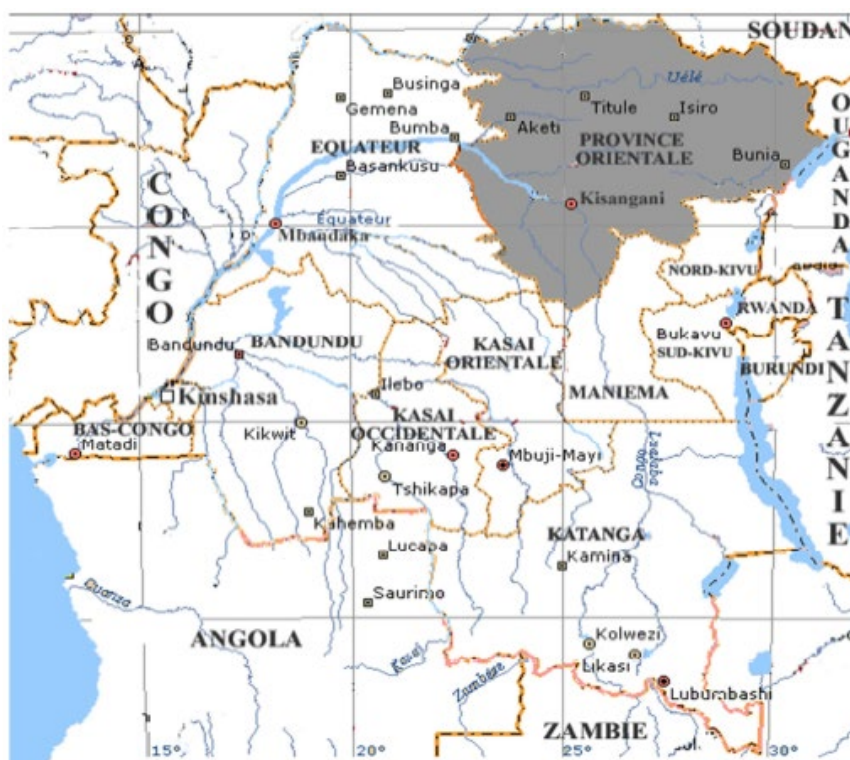 SOUDAN
Uélé
Businga
Gemena
Titule
Isiro
Bumba
Aketi
EQUATEUR
PROVINCE
ORIENTALE
Bunia
OUGANDA
Basankusu
CONGO
Kisangani
Équateur
Mbandaka
NORD-KIVU
RWANDA
Bukavu
SUD-KIVU
BURUNDI
TANZANIE
Bandundu
BANDUNDU
KASAI
ORIENTALE
Ilebo
MANIEMA
Kinshasa
KASAI
OCCIDENTALE
BAS-CONGO
Matadi
Kikwit
Kananga
Mbuji-Mayi
Congo
Lualaba
Tshikapa
Kahemba
KATANGA
Kamina
Lucapa
Saurimo
Cuanza
ANGOLA
Kolwezi
Likasi
Kasai
Zambèze
Lubumbashi
ZAMBIE
15°
20°
25°
30°